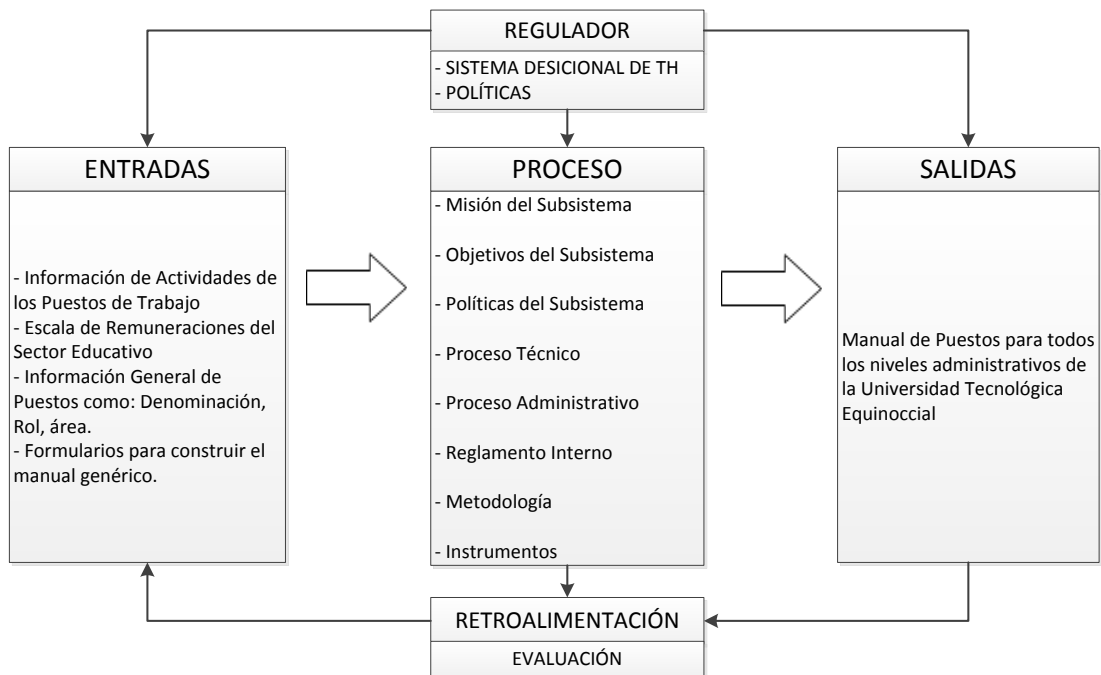 REGULADOR
- SISTEMA DESICIONAL DE TH
- POLÍTICAS
ENTRADAS
- Información de Actividades de
los Puestos de Trabajo
- Escala de Remuneraciones del
Sector Educativo
- Información General de
Puestos como: Denominación,
Rol, área.
- Formularios para construir el
manual genérico.
PROCESO
- Misión del Subsistema
- Objetivos del Subsistema
- Políticas del Subsistema
- Proceso Técnico
- Proceso Administrativo
- Reglamento Interno
- Metodología
- Instrumentos
SALIDAS
Manual de Puestos para todos
los niveles administrativos de
la Universidad Tecnológica
Equinoccial
RETROALIMENTACIÓN
EVALUACIÓN